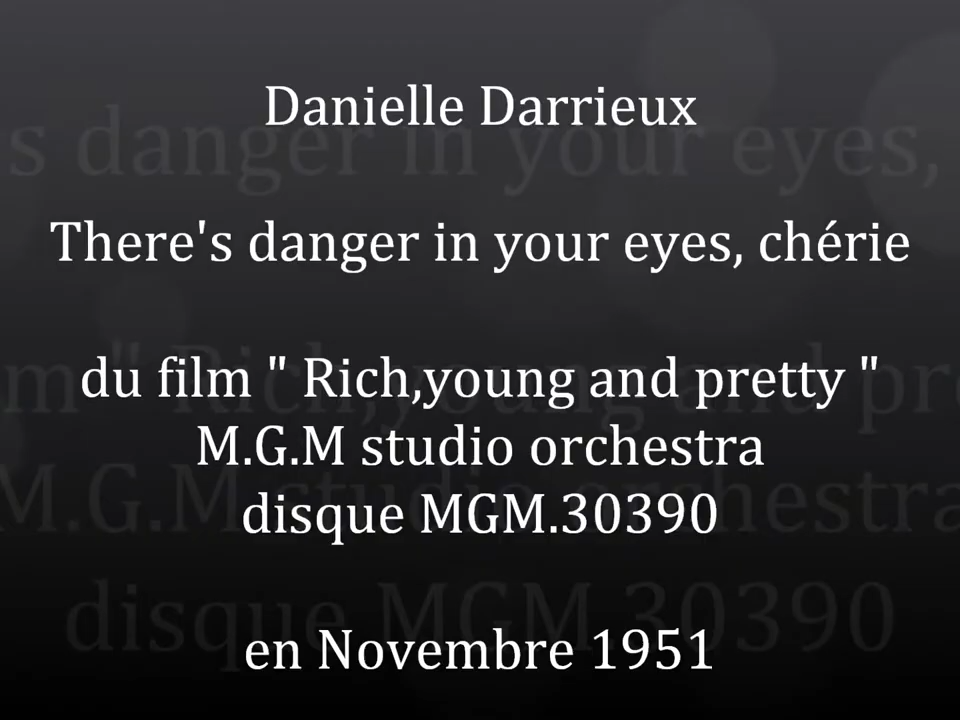 Danielle Darrieux
There's danger in your eyes, chérie
du film " Rich,young and pretty "
M.G.M studio orchestra
disque MGM.30390
en Novembre 1951